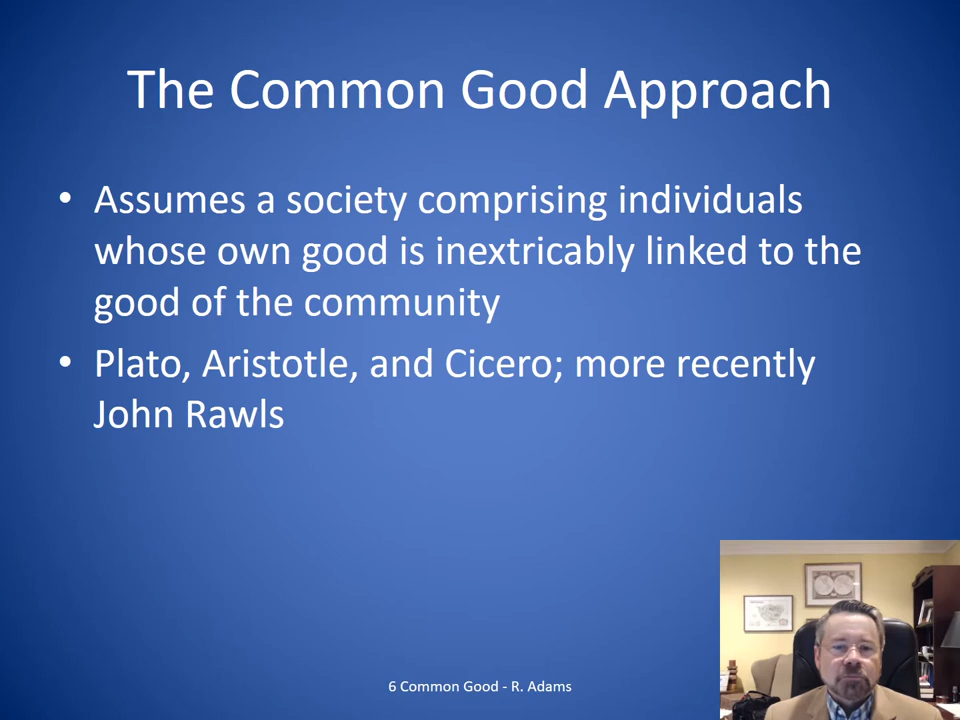 The Common Good Approach
• Assumes a society comprising individuals
whose own good is inextricably linked to the
good of the community
• Plato, Aristotle, and Cicero; more recently
John Rawls
6 Common Good - R. Adams